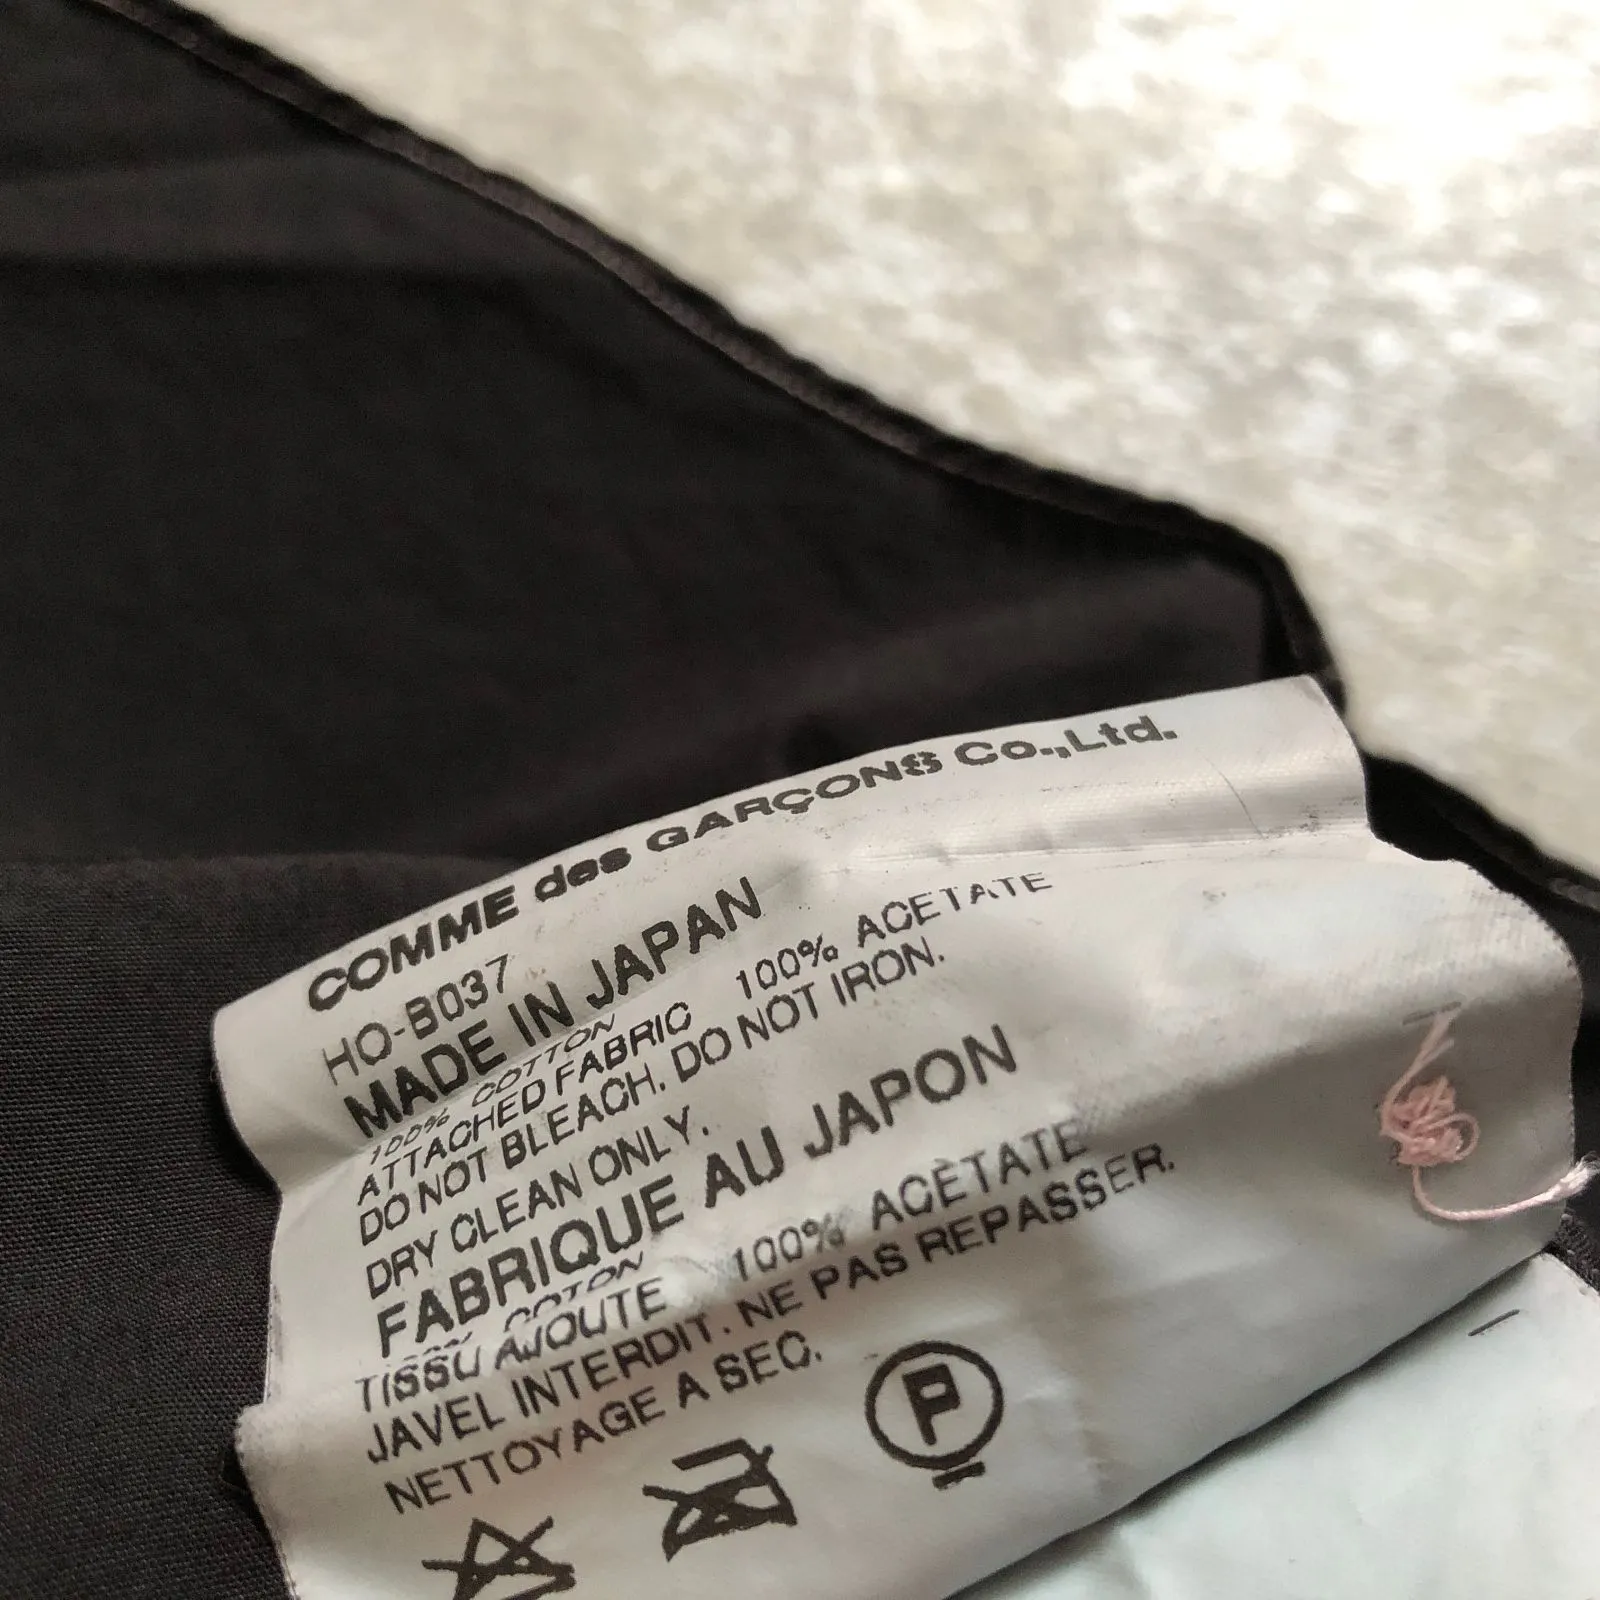 COMME des GARÇONS Co.,Ltd.
HO-B037
MADE IN JAPAN
100% COTTON
ATTACHED FABRIC 100% ACETATE
DO NOT BLEACH. DO NOT IRON.
DRY CLEAN ONLY.
FABRIQUE AU JAPON
COTON
TISSU AJOUTE 100% ACÈTATE
JAVEL INTERDIT. NE PAS REPASSER.
NETTOYAGE A SEC.
P